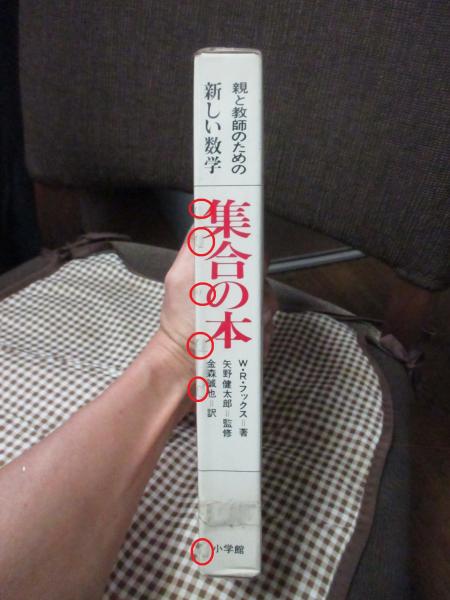 親と教師のための
新しい数学
集合の本
W・R・フックス＝著
矢野健太郎＝監修
金森誠也＝訳
小学館